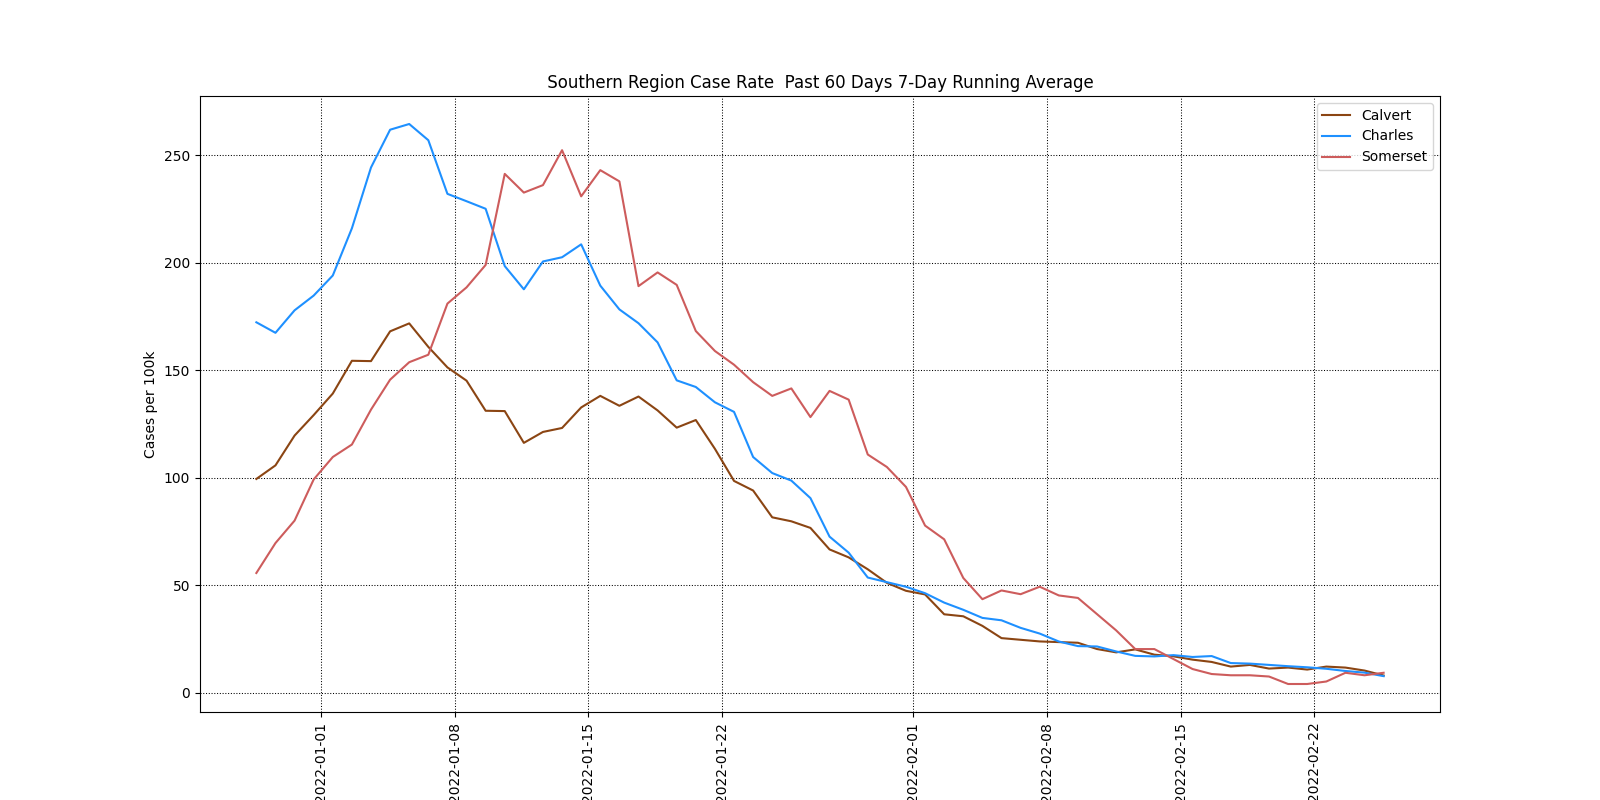 Southern Region Case Rate  Past 60 Days 7-Day Running Average
Calvert
Charles
Somerset
Cases per 100k
250
200
150
100
50
0
2022-01-01
2022-01-08
2022-01-15
2022-01-22
2022-02-01
2022-02-08
2022-02-15
2022-02-22